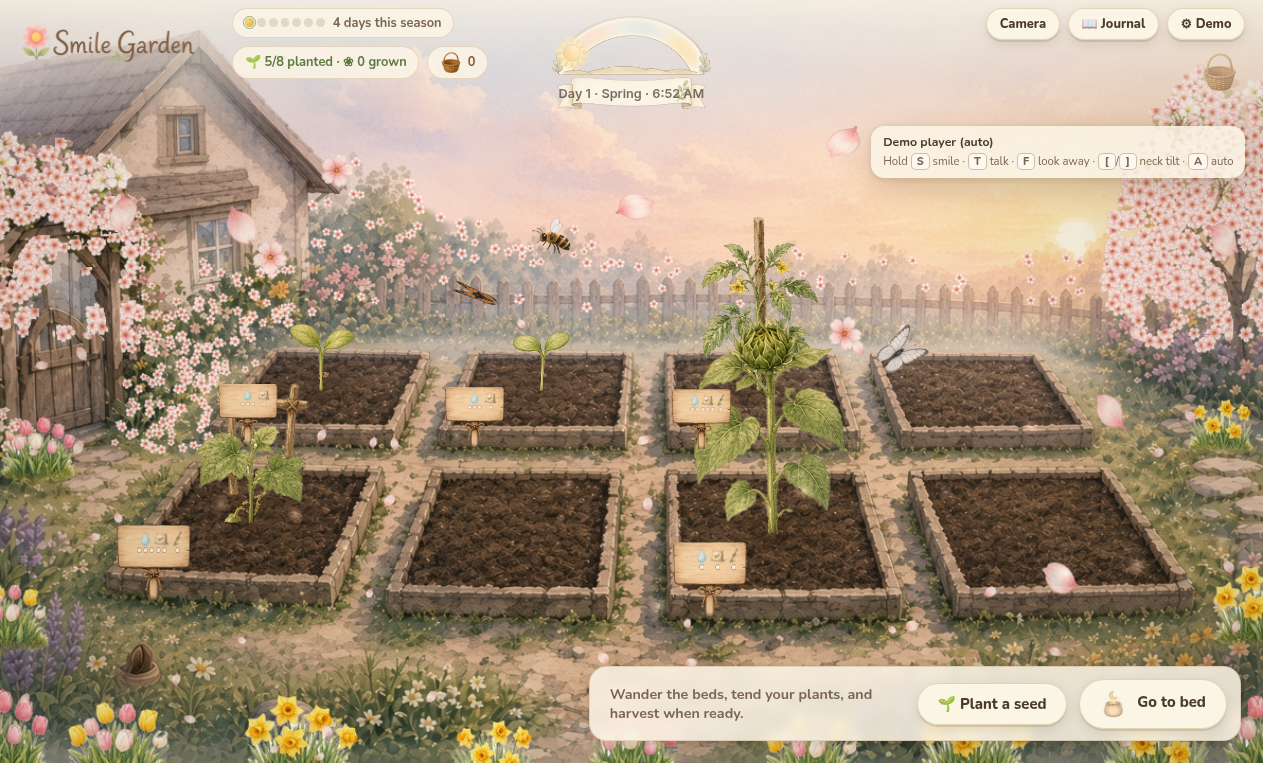 Smile Garden
4 days this season
5/8 planted · ❀ 0 grown
0
Day 1 · Spring · 6:52 AM
Camera
Journal
Demo
Demo player (auto)
Hold S smile · T talk · F look away · [ / ] neck tilt · A auto
Wander the beds, tend your plants, and
harvest when ready.
Plant a seed
Go to bed